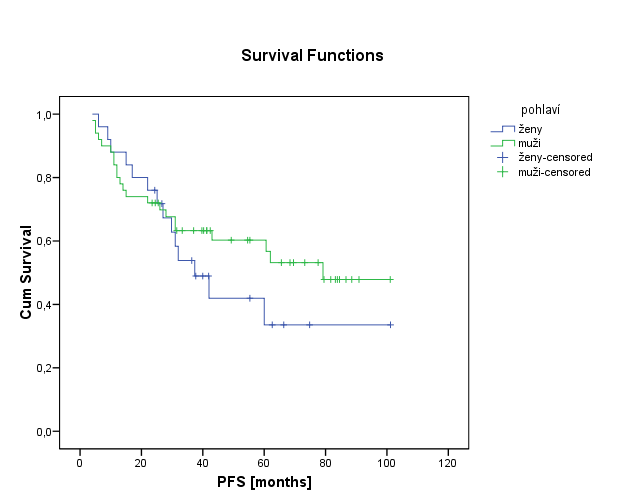 Survival Functions
pohlaví
ženy
muži
ženy-censored
muži-censored
Cum Survival
1,0
0,8
0,6
0,4
0,2
0,0
0 20 40 60 80 100 120
PFS [months]